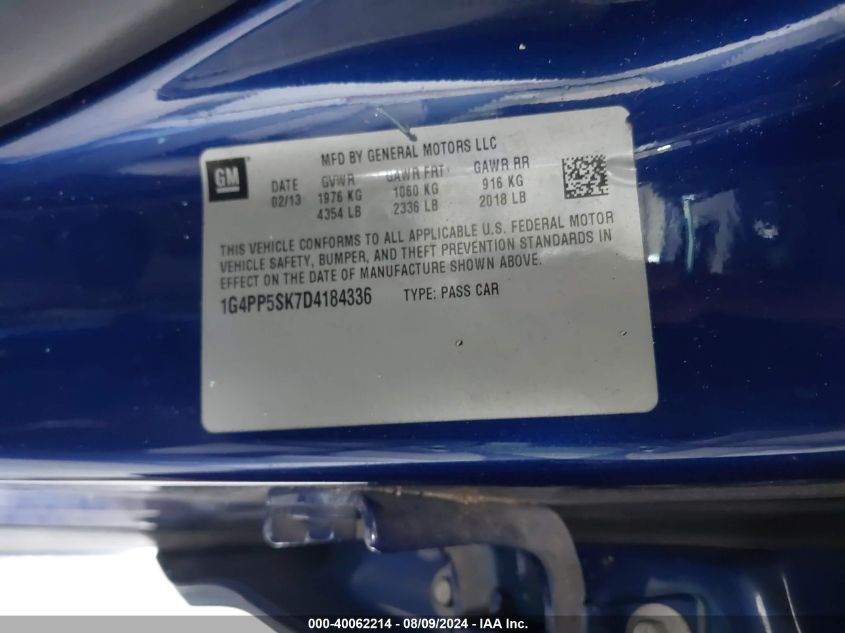 MFD BY GENERAL MOTORS LLC
GM
DATE GVWR GAWR FRT GAWR RR
02/13 1976 KG 1060 KG 916 KG
4354 LB 2336 LB 2018 LB
THIS VEHICLE CONFORMS TO ALL APPLICABLE U.S. FEDERAL MOTOR
VEHICLE SAFETY, BUMPER, AND THEFT PREVENTION STANDARDS IN
EFFECT ON THE DATE OF MANUFACTURE SHOWN ABOVE.
1G4PP5SK7D4184336 TYPE: PASS CAR
000-40062214 - 08/09/2024 - IAA Inc.